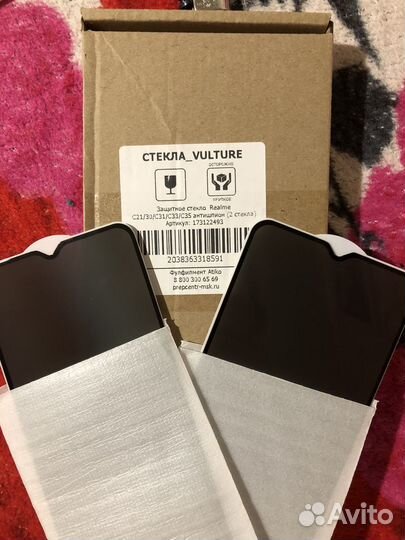 СТЕКЛА_VULTURE
ОСТОРОЖНО
ХРУПКОЕ
Защитное стекло Realme
C21/30/C31/C33/C35 антишпион (2 стекла)
Артикул: 173122493
2038363318591
Фулфилмент Atiko
8 800 300 65 69
prepcentr-msk.ru
Avito